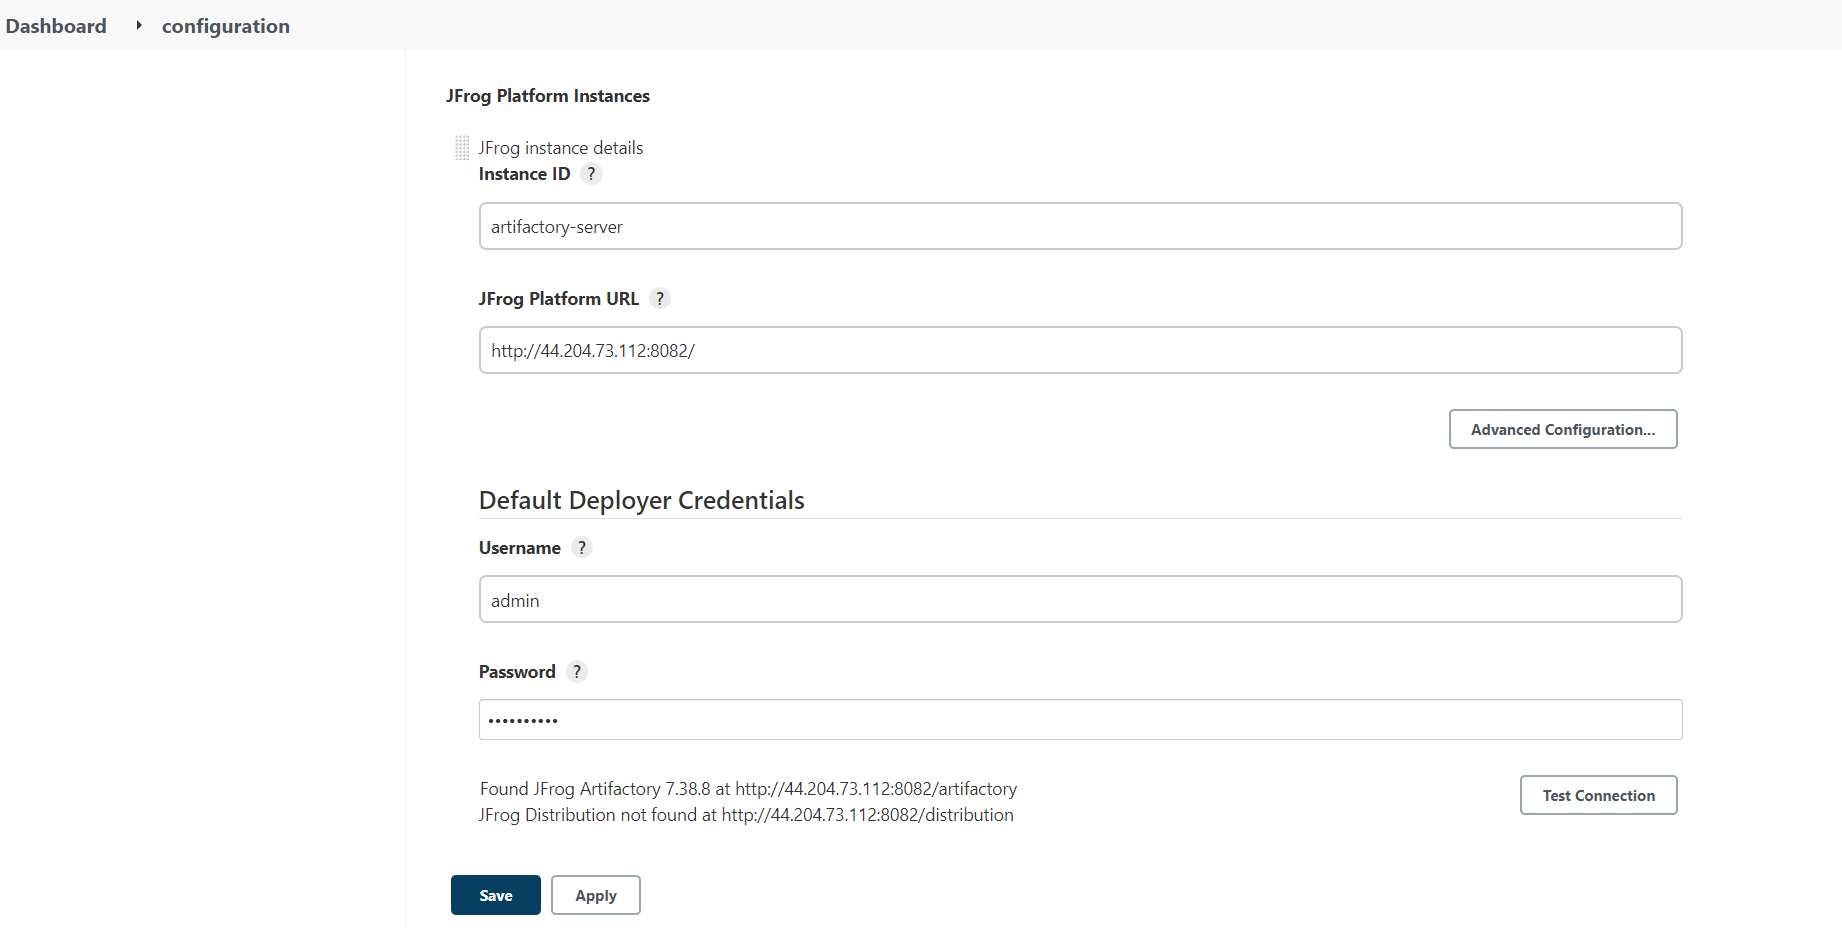 Dashboard configuration
JFrog Platform Instances
JFrog instance details
Instance ID ?
artifactory-server
JFrog Platform URL ?
http://44.204.73.112:8082/
Advanced Configuration...
Default Deployer Credentials
Username ?
admin
Password ?
••••••••••
Found JFrog Artifactory 7.38.8 at http://44.204.73.112:8082/artifactory
JFrog Distribution not found at http://44.204.73.112:8082/distribution
Test Connection
Save Apply